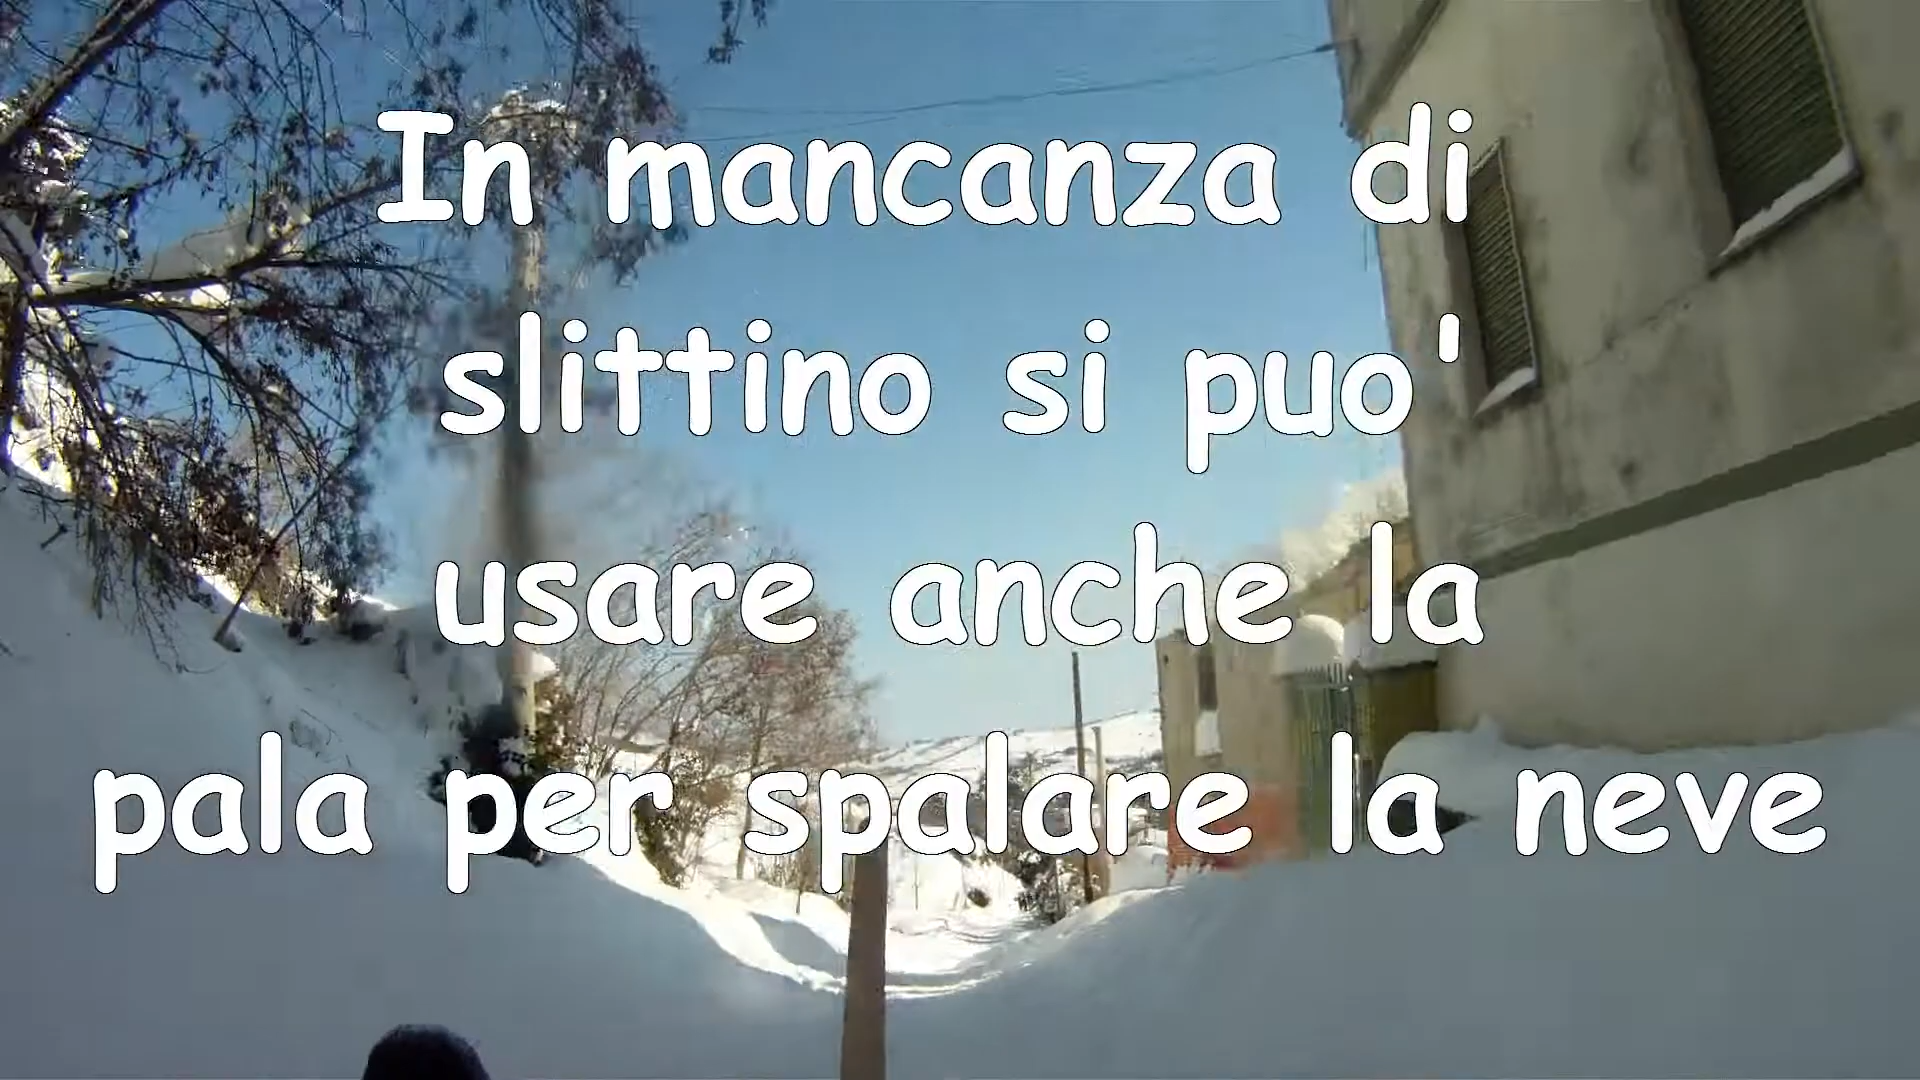 In mancanza di
slittino si puo'
usare anche la
pala per spalare la neve